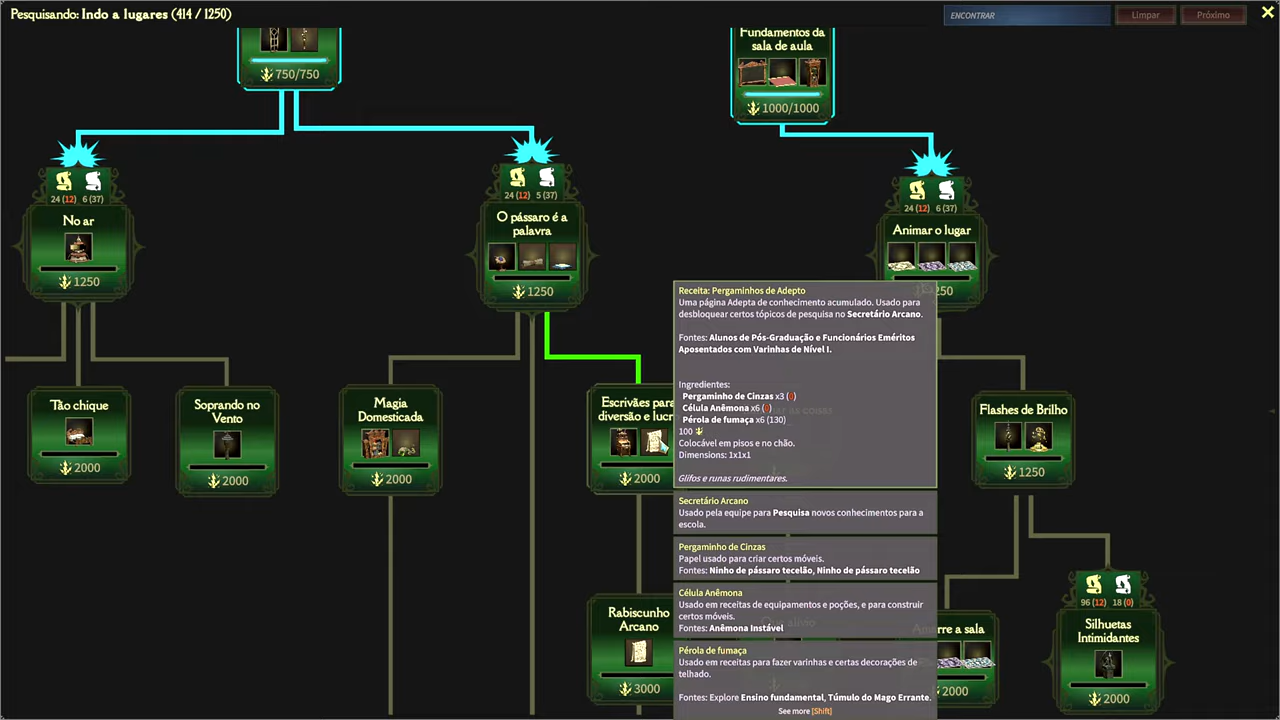 Pesquisando: Indo a lugares (414 / 1250)
ENCONTRAR
Limpar
Próximo
750/750
Fundamentos da
sala de aula
1000/1000
24 (12) 6 (37)
No ar
1250
24 (12) 5 (37)
O pássaro é a
palavra
1250
24 (12) 6 (37)
Animar o lugar
250
Receita: Pergaminhos de Adepto
Uma página Adepta de conhecimento acumulado. Usado para
desbloquear certos tópicos de pesquisa no Secretário Arcano.
Fontes: Alunos de Pós-Graduação e Funcionários Eméritos
Aposentados com Varinhas de Nível I.
Ingredientes:
Pergaminho de Cinzas x3 (0)
Célula Anêmona x6 (0)
Pérola de fumaça x6 (130)
100
Colocável em pisos e no chão.
Dimensions: 1x1x1
Glifos e runas rudimentares.
Tão chique
2000
Soprando no
Vento
2000
Magia
Domesticada
2000
Escrivães para
diversão e lucr
2000
Flashes de Brilho
1250
Secretário Arcano
Usado pela equipe para Pesquisa novos conhecimentos para a
escola.
Pergaminho de Cinzas
Papel usado para criar certos móveis.
Fontes: Ninho de pássaro tecelão, Ninho de pássaro tecelão
Célula Anêmona
Usado em receitas de equipamentos e poções, e para construir
certos móveis.
Fontes: Anêmona Instável
Pérola de fumaça
Usado em receitas para fazer varinhas e certas decorações de
telhado.
Fontes: Explore Ensino fundamental, Túmulo do Mago Errante.
See more [Shift]
Rabiscunho
Arcano
3000
re a sala
2000
96 (12) 18 (0)
Silhuetas
Intimidantes
2000